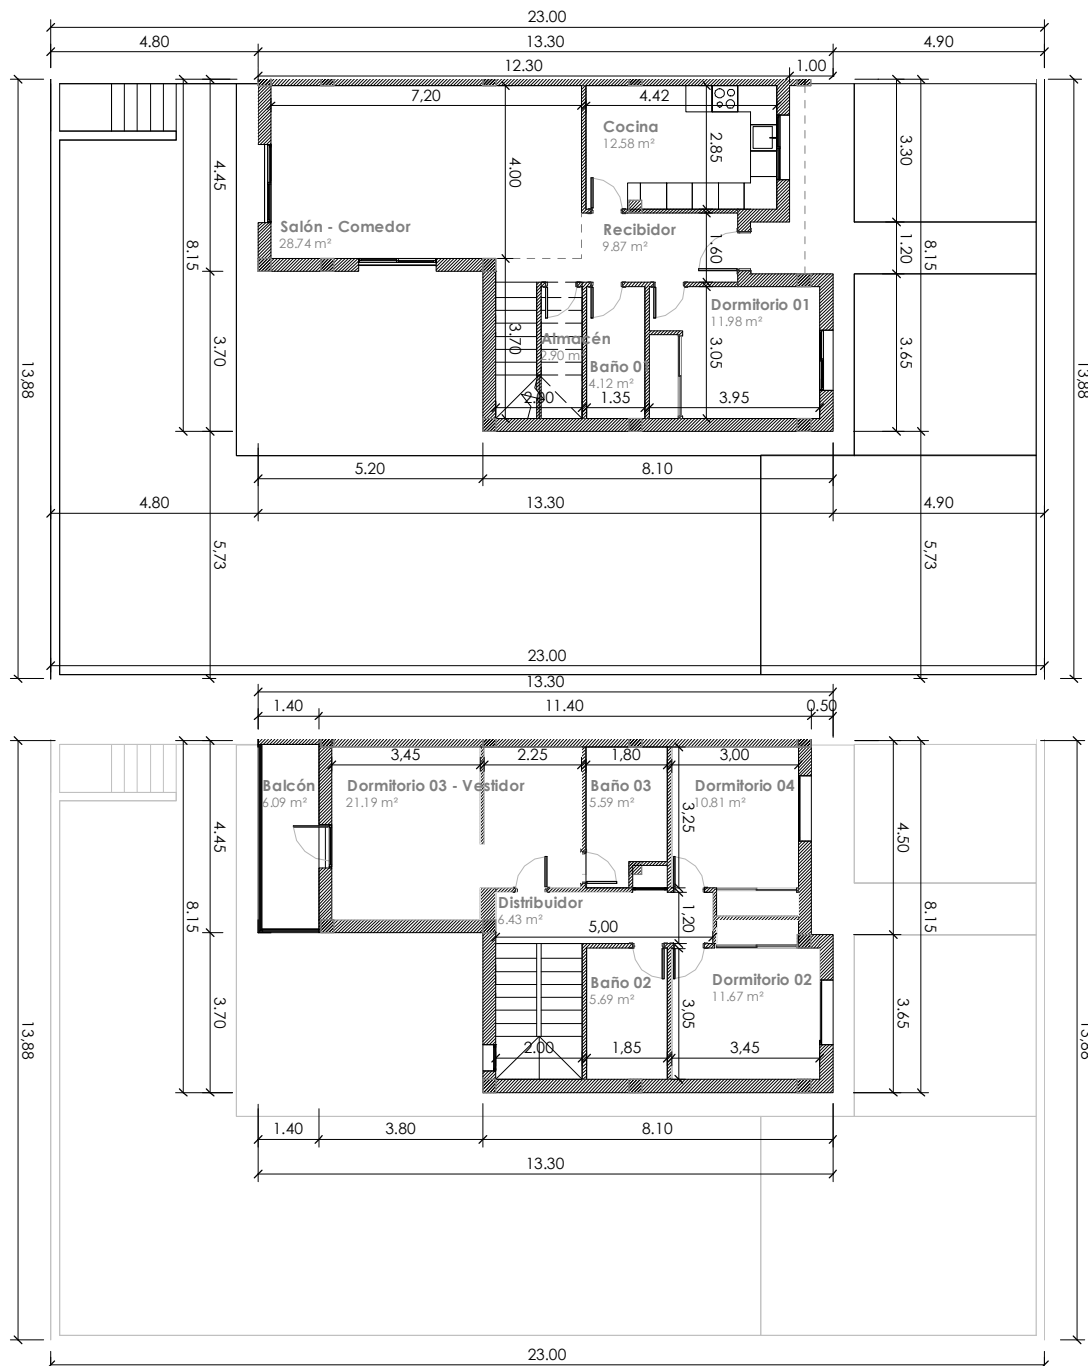 23.00
4.80
13.30
4.90
12.30
1.00
7,20
4.42
Cocina
12.58 m²
2.85
3.30
4.45
4.00
8.15
Salón - Comedor
28.74 m²
Recibidor
9.87 m²
1.60
1.20
8.15
Dormitorio 01
11.98 m²
3.70
3.70
Almacén
2.90 m
Baño 0
4.12 m²
3.05
3.65
13,88
13,88
2.00
1.35
3.95
5.20
8.10
4.80
13.30
4.90
5,73
5,73
23.00
13.30
1.40
11.40
0.50
3,45
2.25
1,80
3,00
Balcón
6.09 m²
Dormitorio 03 - Vestidor
21.19 m²
Baño 03
5.59 m²
Dormitorio 04
10.81 m²
3,25
4.45
4.50
8.15
Distribuidor
6.43 m²
5,00
1,20
8.15
Baño 02
5.69 m²
Dormitorio 02
11.67 m²
3.70
3,05
3.65
13,88
13,88
2.00
1,85
3,45
1.40
3.80
8.10
13.30
23.00